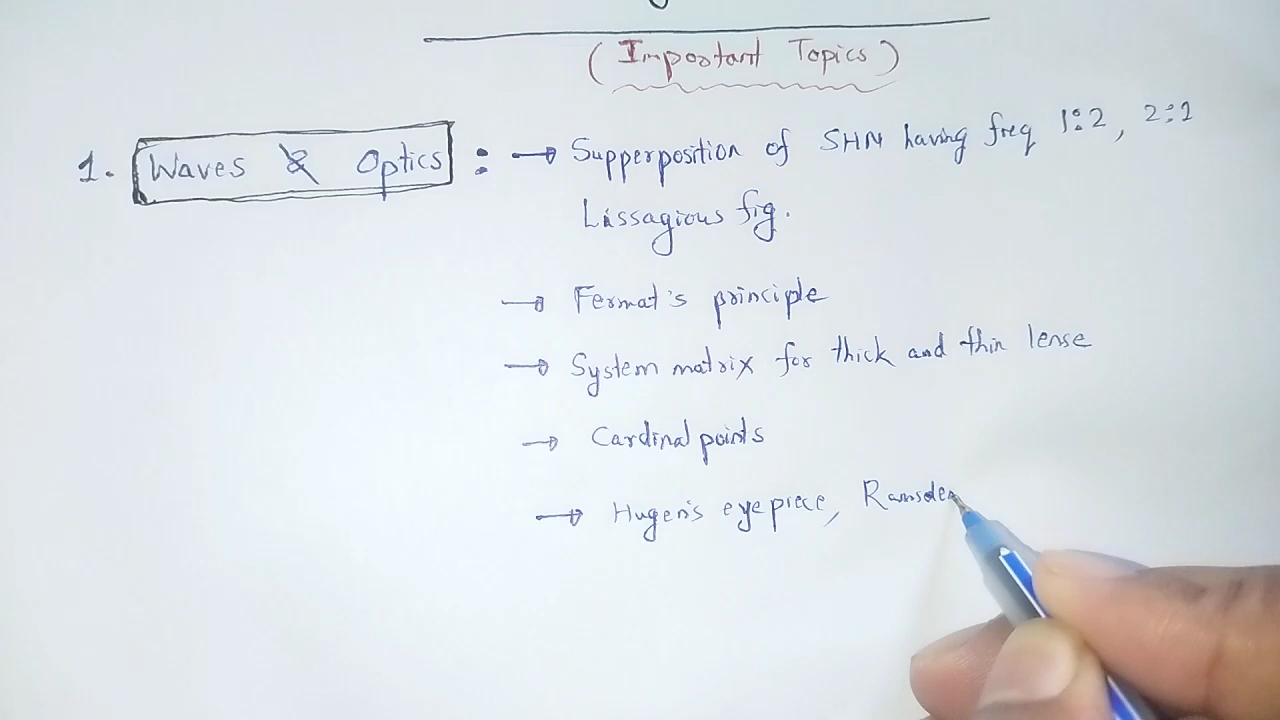 (Important Topics)
1. Waves & Optics : → Supperposition of SHM having freq 1:2, 2:1
Lissagious fig.
→ Fermat's principle
→ System matrix for thick and thin lense
→ Cardinal points
→ Hugen's eyepiece, Ramsden